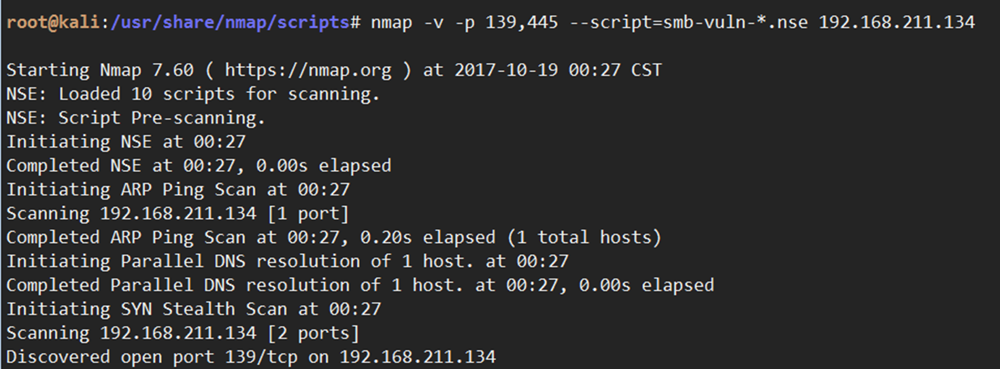 root@kali:/usr/share/nmap/scripts# nmap -v -p 139,445 --script=smb-vuln-*.nse 192.168.211.134
Starting Nmap 7.60 ( https://nmap.org ) at 2017-10-19 00:27 CST
NSE: Loaded 10 scripts for scanning.
NSE: Script Pre-scanning.
Initiating NSE at 00:27
Completed NSE at 00:27, 0.00s elapsed
Initiating ARP Ping Scan at 00:27
Scanning 192.168.211.134 [1 port]
Completed ARP Ping Scan at 00:27, 0.20s elapsed (1 total hosts)
Initiating Parallel DNS resolution of 1 host. at 00:27
Completed Parallel DNS resolution of 1 host. at 00:27, 0.00s elapsed
Initiating SYN Stealth Scan at 00:27
Scanning 192.168.211.134 [2 ports]
Discovered open port 139/tcp on 192.168.211.134